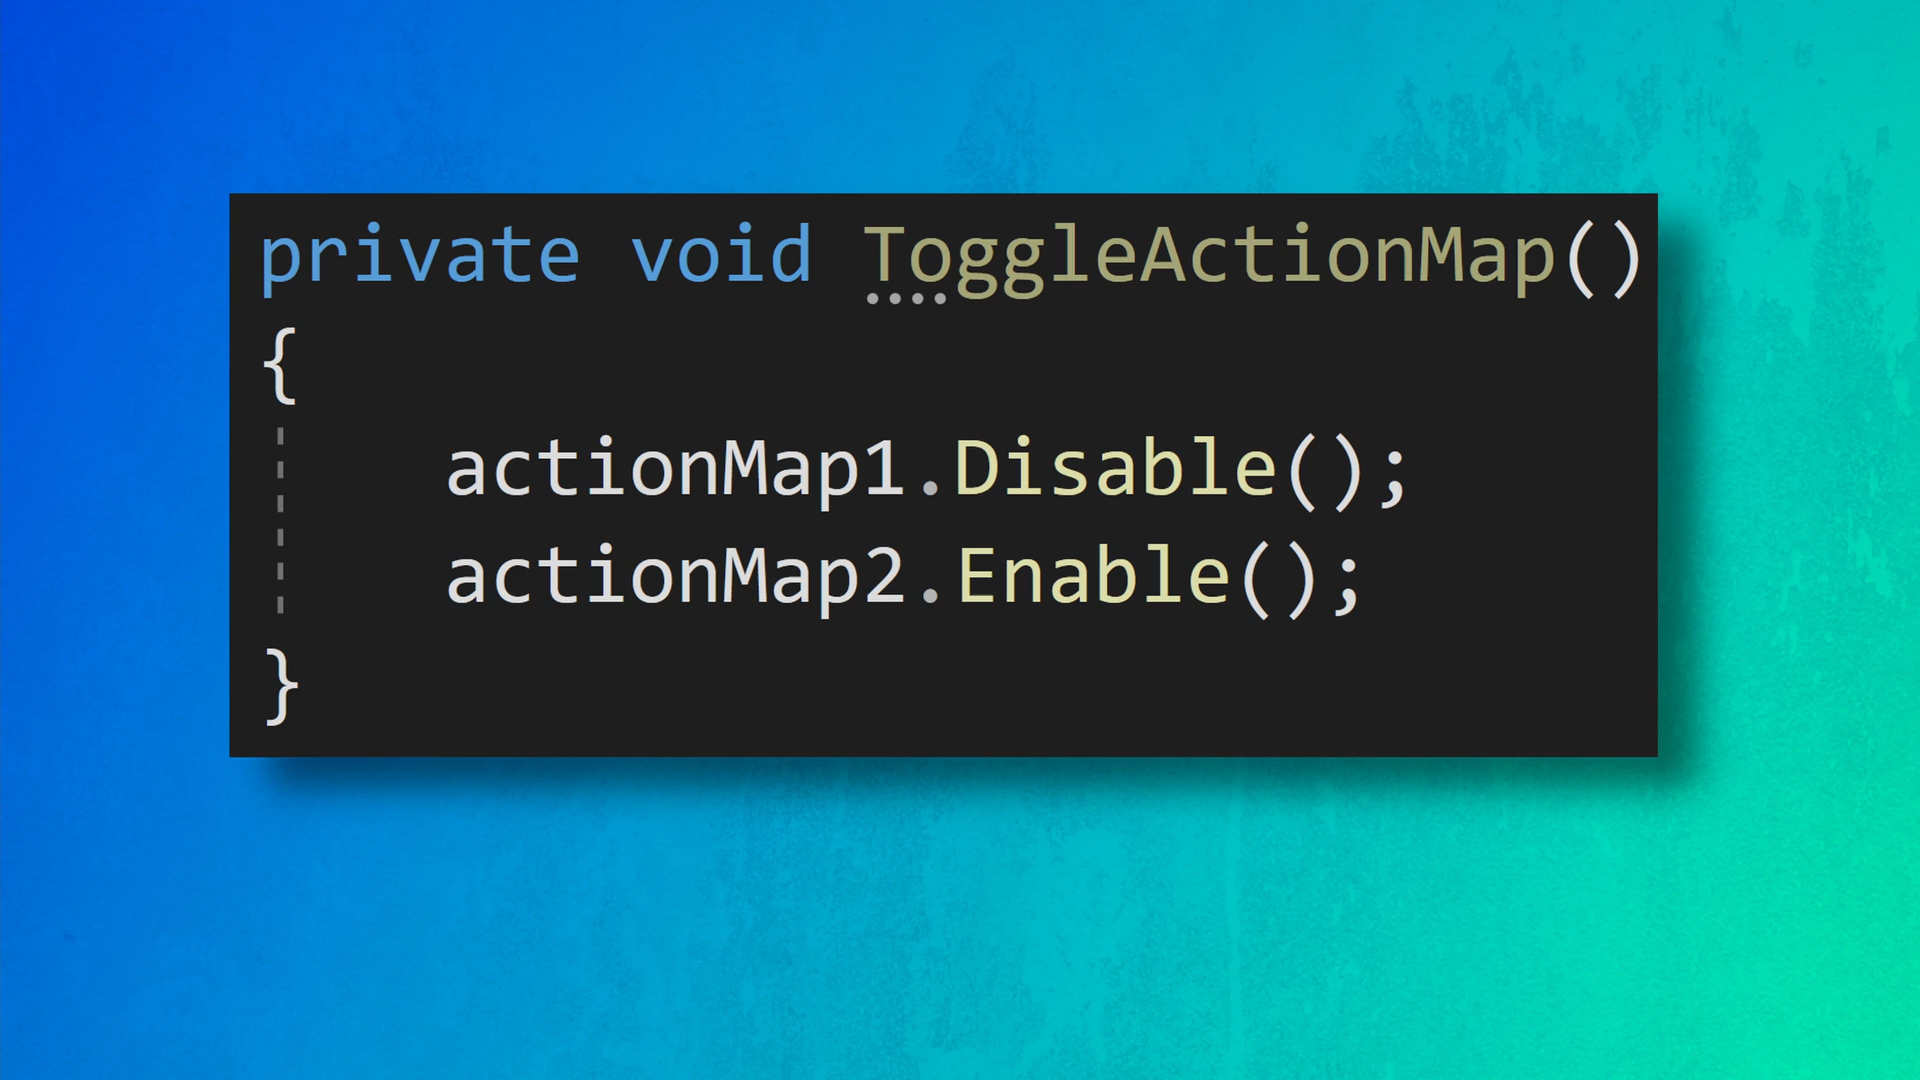 private void ToggleActionMap()
{
actionMap1.Disable();
actionMap2.Enable();
}